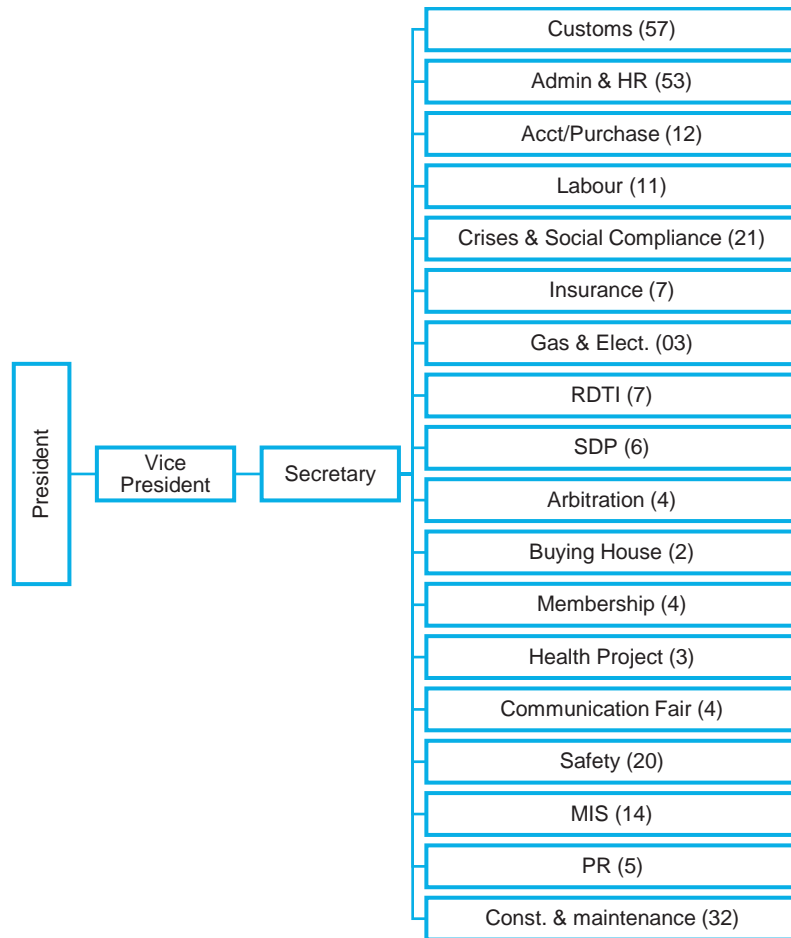 President
Vice
President
Secretary
Customs (57)
Admin & HR (53)
Acct/Purchase (12)
Labour (11)
Crises & Social Compliance (21)
Insurance (7)
Gas & Elect. (03)
RDTI (7)
SDP (6)
Arbitration (4)
Buying House (2)
Membership (4)
Health Project (3)
Communication Fair (4)
Safety (20)
MIS (14)
PR (5)
Const. & maintenance (32)